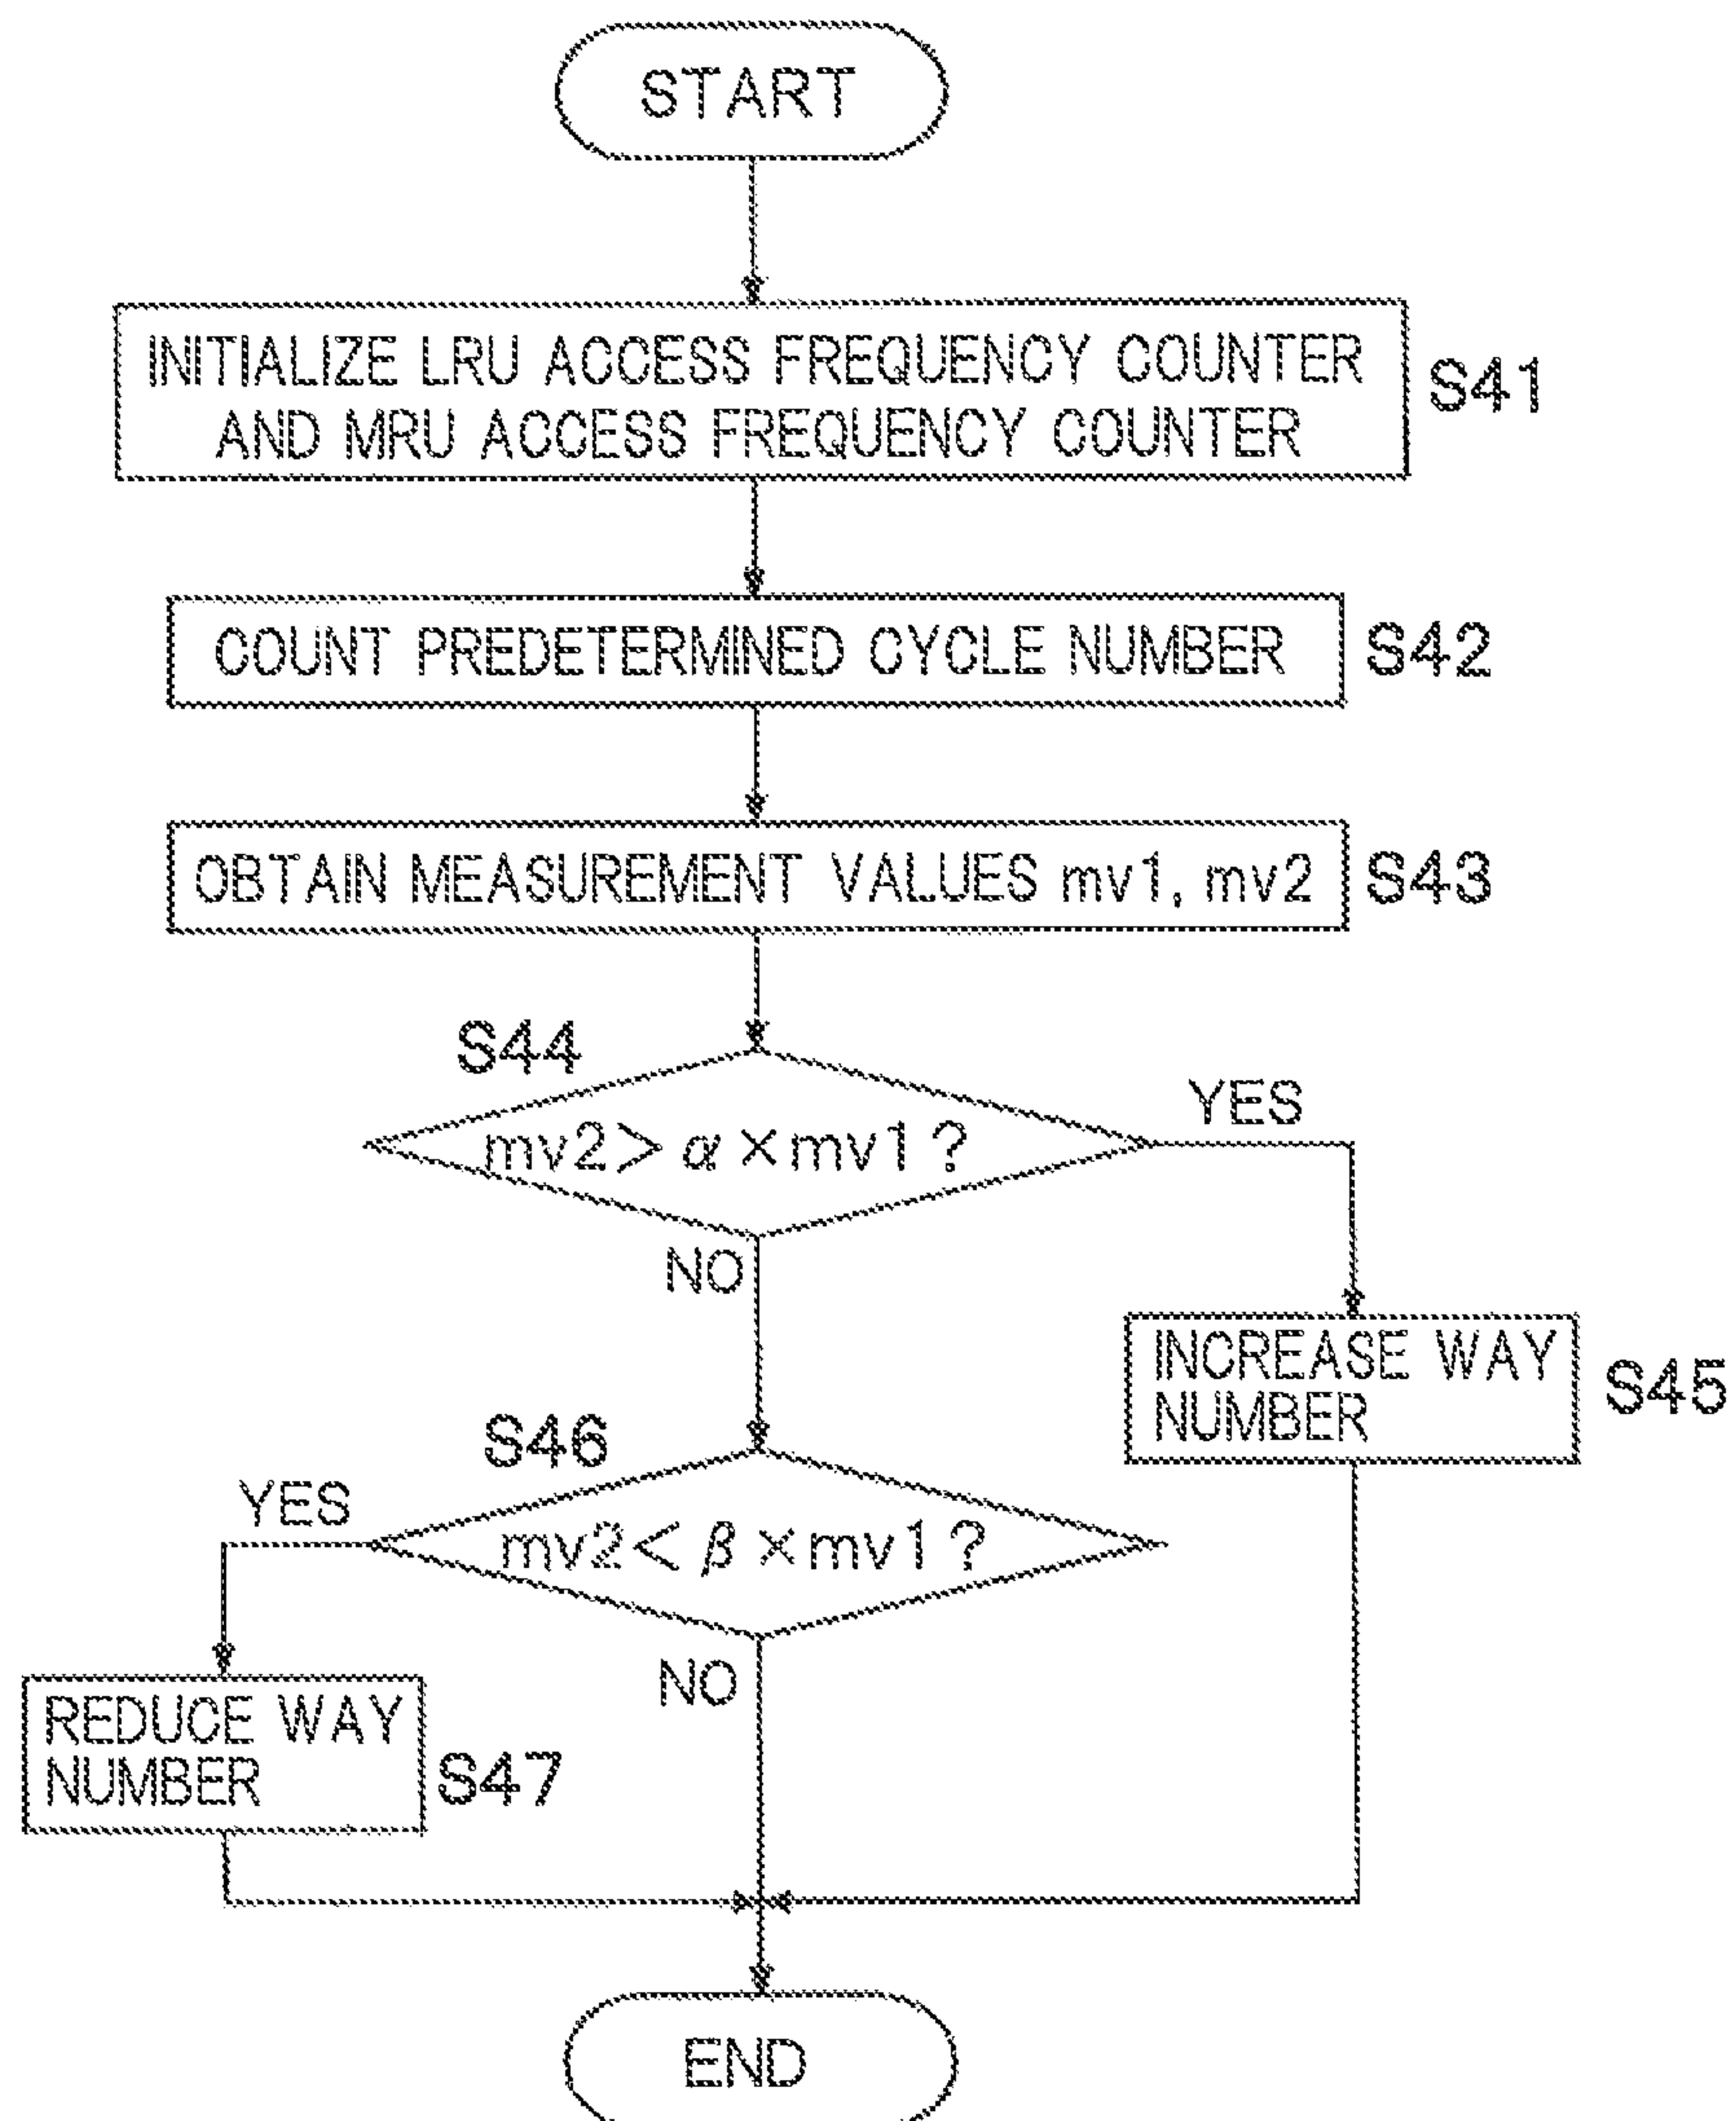 START
INITIALIZE LRU ACCESS FREQUENCY COUNTER
AND MRU ACCESS FREQUENCY COUNTER
S41
COUNT PREDETERMINED CYCLE NUMBER
S42
OBTAIN MEASUREMENT VALUES mv1, mv2
S43
S44
mv2>α×mv1?
YES
NO
INCREASE WAY
NUMBER
S45
S46
YES
mv2<β×mv1?
NO
REDUCE WAY
NUMBER
S47
END